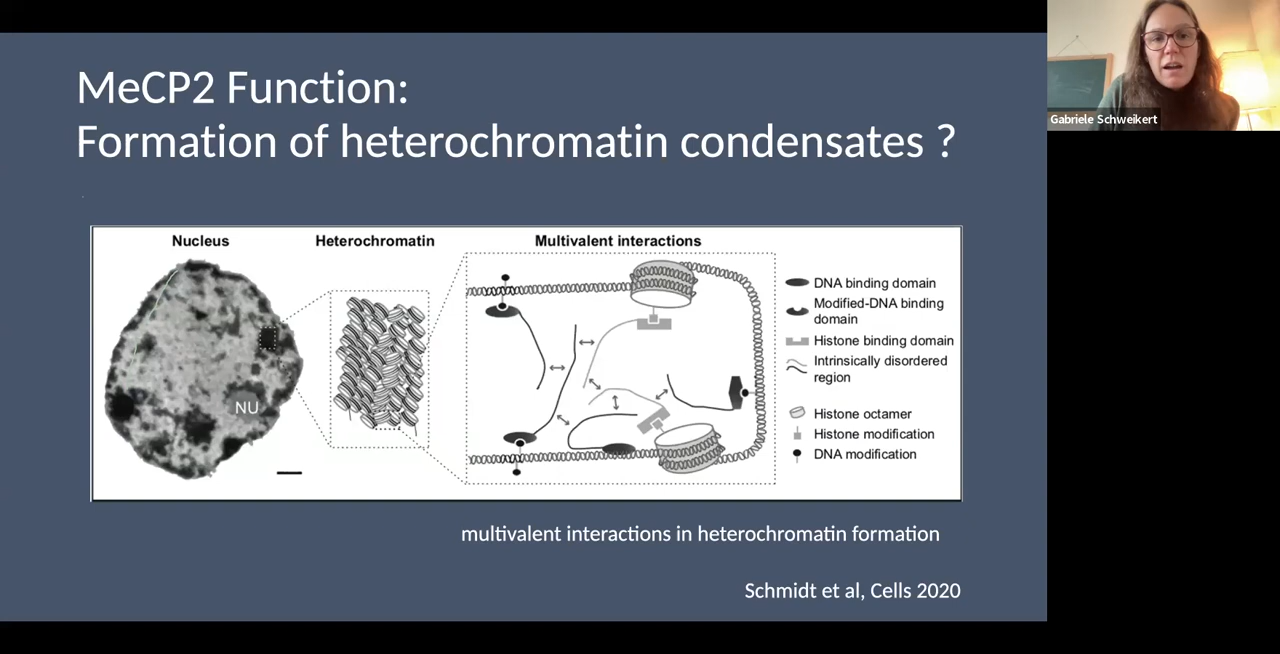 MeCP2 Function:
Formation of heterochromatin condensates ?
Gabriele Schweikert
Nucleus
Heterochromatin
Multivalent interactions
NU
DNA binding domain
Modified-DNA binding
domain
Histone binding domain
Intrinsically disordered
region
Histone octamer
Histone modification
DNA modification
multivalent interactions in heterochromatin formation
Schmidt et al, Cells 2020